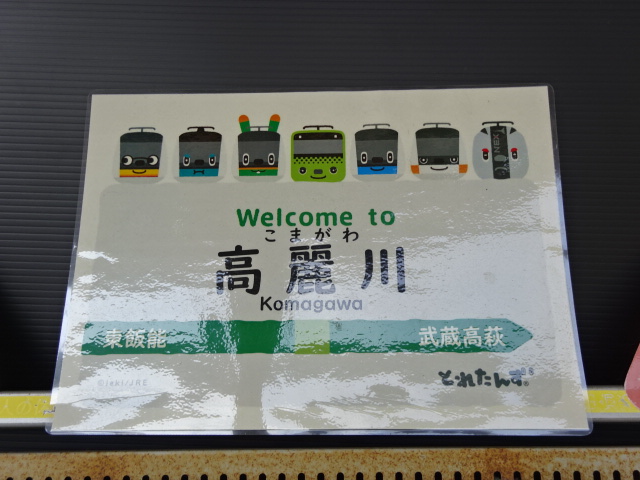 Welcome to
こまがわ
高麗川
Komagawa
東飯能 武蔵高萩
とれたんず